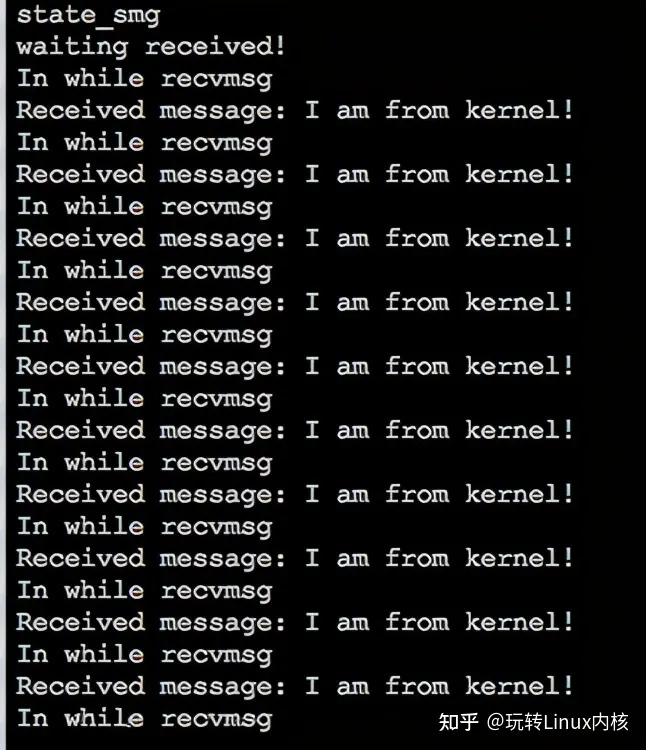 state_smg
waiting received!
In while recvmsg
Received message: I am from kernel!
In while recvmsg
Received message: I am from kernel!
In while recvmsg
Received message: I am from kernel!
In while recvmsg
Received message: I am from kernel!
In while recvmsg
Received message: I am from kernel!
In while recvmsg
Received message: I am from kernel!
In while recvmsg
Received message: I am from kernel!
In while recvmsg
Received message: I am from kernel!
In while recvmsg
Received message: I am from kernel!
In while recvmsg
Received message: I am from kernel!
In while recvmsg
知乎 @玩转Linux内核